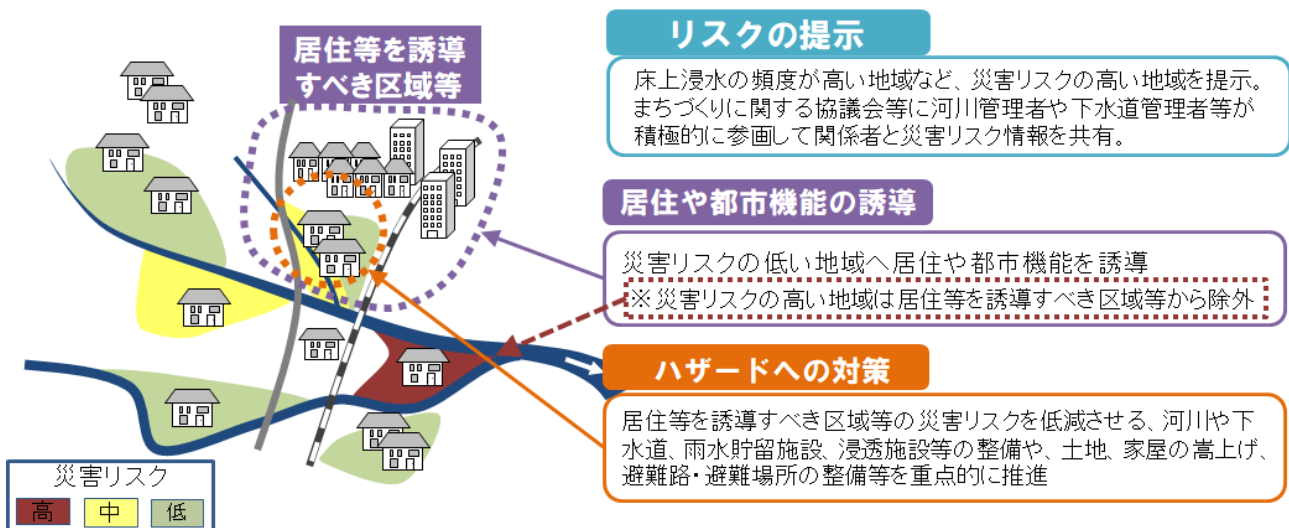 居住等を誘導
すべき区域等
リスクの提示
床上浸水の頻度が高い地域など、災害リスクの高い地域を提示。
まちづくりに関する協議会等に河川管理者や下水道管理者等が
積極的に参画して関係者と災害リスク情報を共有。
居住や都市機能の誘導
災害リスクの低い地域へ居住や都市機能を誘導
※災害リスクの高い地域は居住等を誘導すべき区域等から除外
ハザードへの対策
居住等を誘導すべき区域等の災害リスクを低減させる、河川や下
水道、雨水貯留施設、浸透施設等の整備や、土地、家屋の嵩上げ、
避難路・避難場所の整備等を重点的に推進
災害リスク
高 中 低